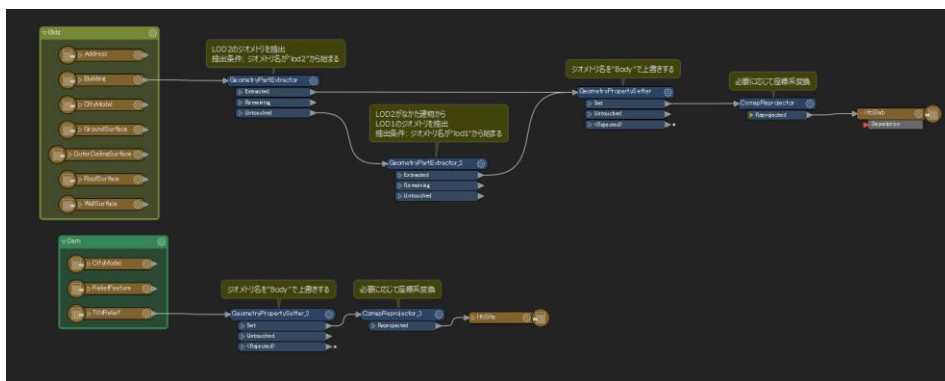 Bldg
Address
Building
CityModel
GroundSurface
OuterCeilingSurface
RoofSurface
WallSurface
LOD2のジオメトリを抽出
抽出条件：ジオメトリ名が"lod2"から始まる
GeometryPartExtractor
Extracted
Remaining
Untouched
LOD2がなかた建物から
LOD1のジオメトリを抽出
抽出条件：ジオメトリ名が"lod1"から始まる
GeometryPartExtractor_2
Extracted
Remaining
Untouched
ジオメトリ名を"Body"で上書きする
GeometryPropertySetter
Set
Untouched
<Rejected>
必要に応じて座標系変換
CsmapReprojector
Reprojected
IfcSlab
Description
Dem
CityModel
ReliefFeature
TINRelief
ジオメトリ名を"Body"で上書きする
GeometryPropertySetter_2
Set
Untouched
<Rejected>
必要に応じて座標系変換
Reprojected
IfcSite